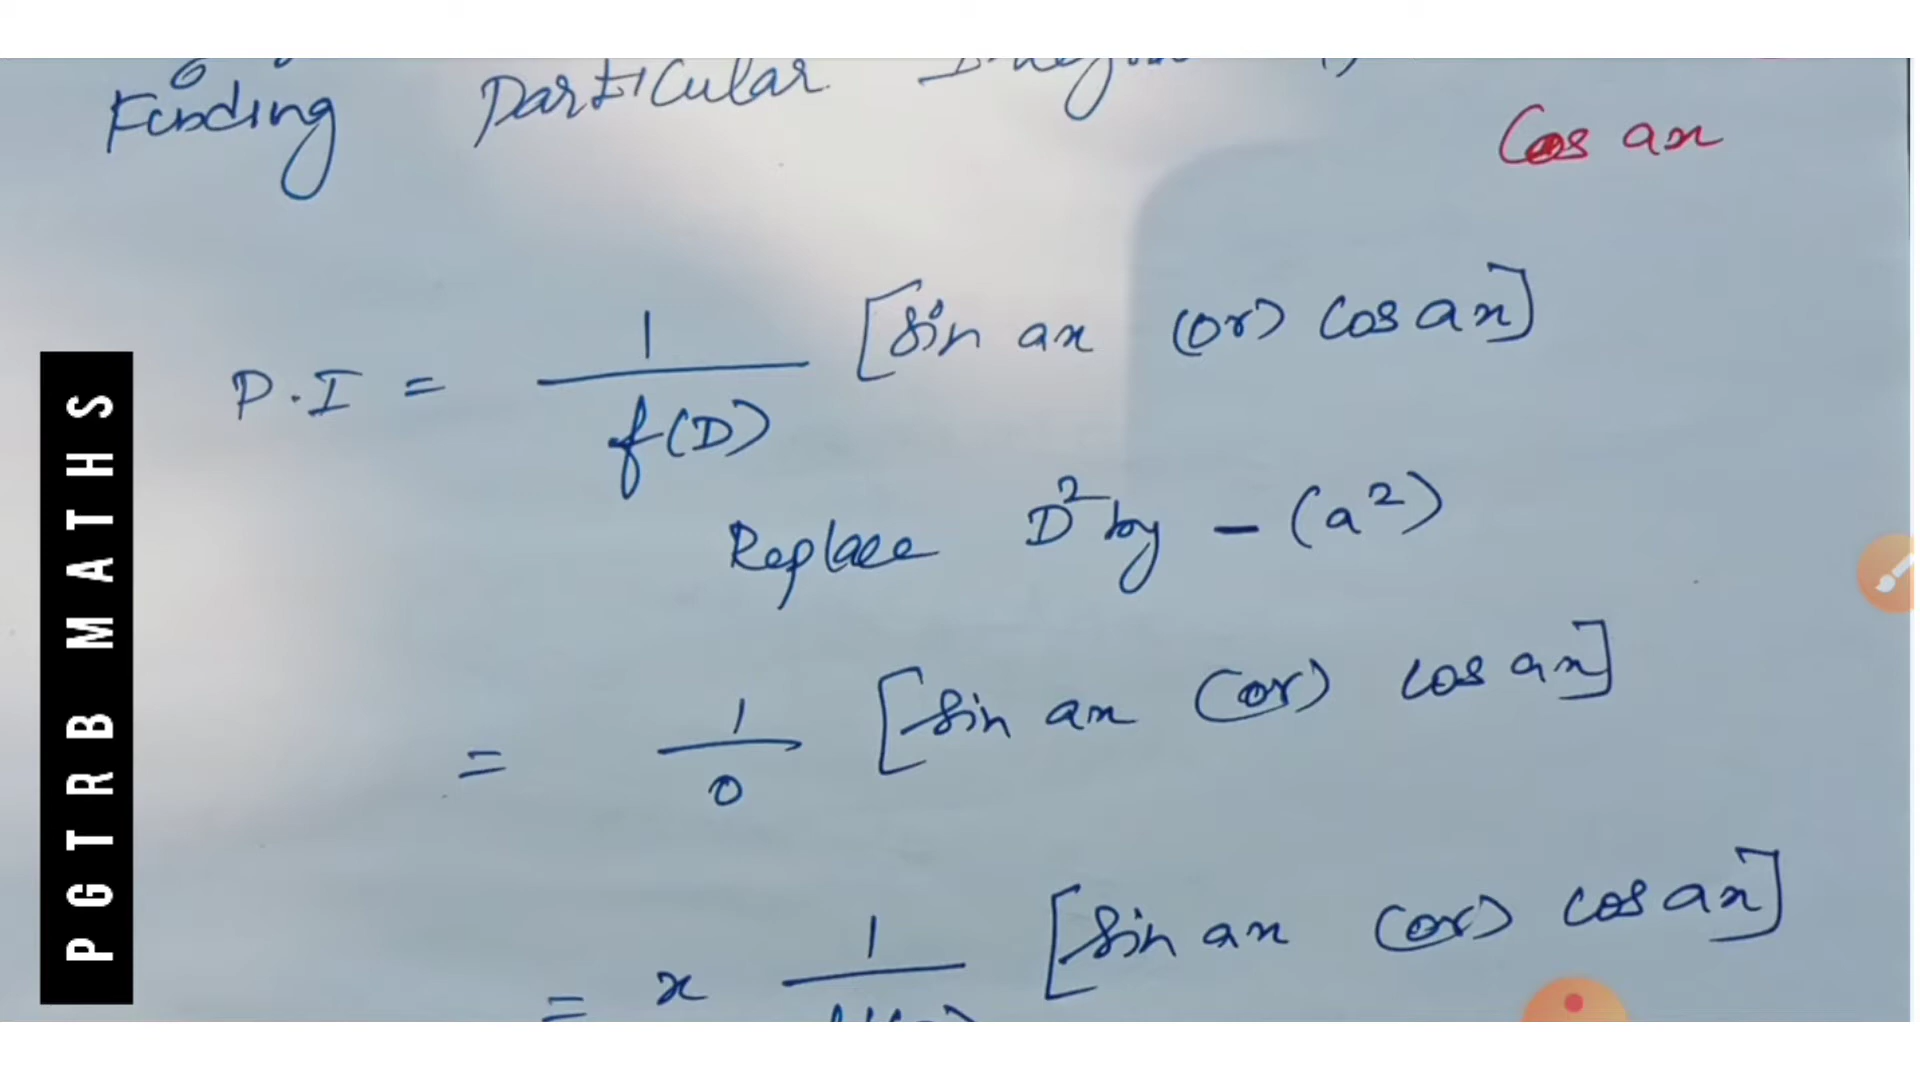 Finding Particular
Cos ax
P.I = 1/f(D) [sin ax (or) cos ax]
Replace D² by - (a²)
= 1/0 [sin ax (or) cos ax]
= x 1/ [sin ax (or) cos ax]
PGTRB MATHS